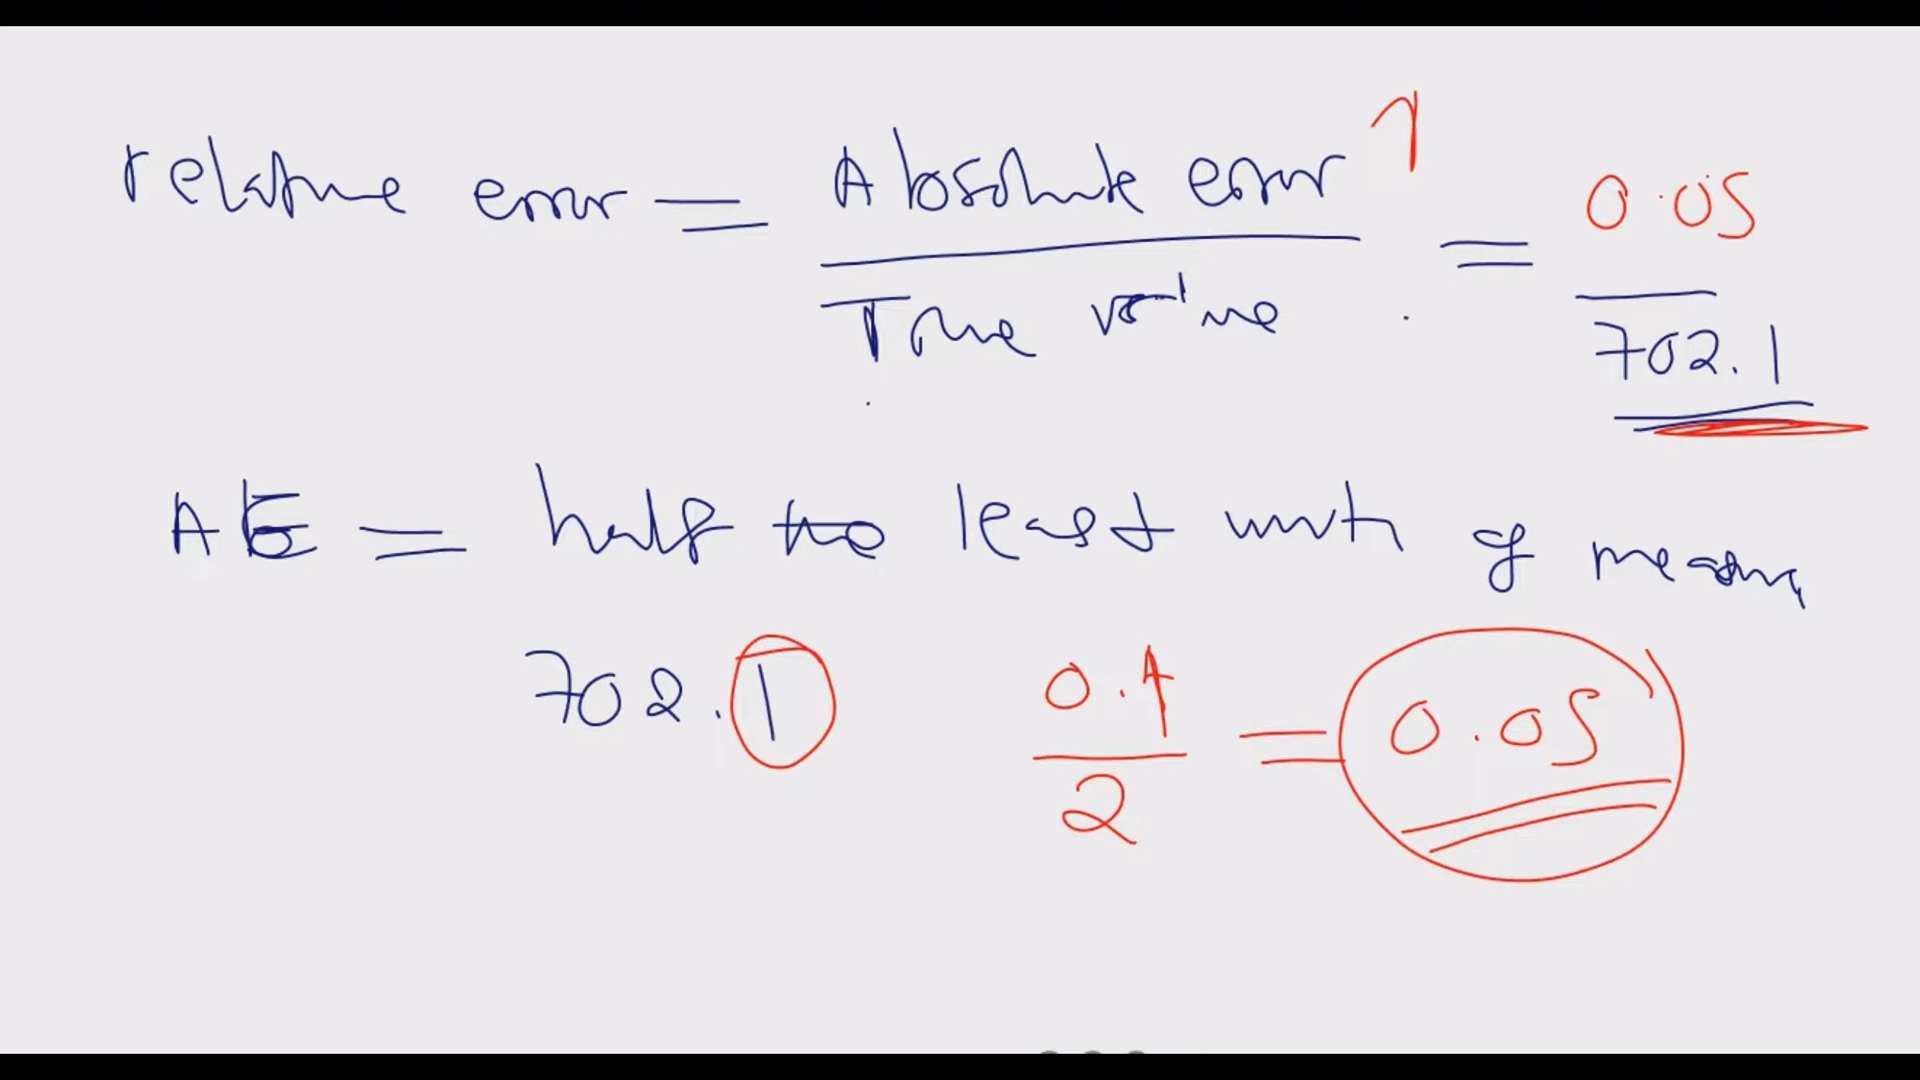 relative error = Absolute error / True value = 0.05 / 702.1
AE = half the least unit of measu
702.1 0.1 / 2 = 0.05